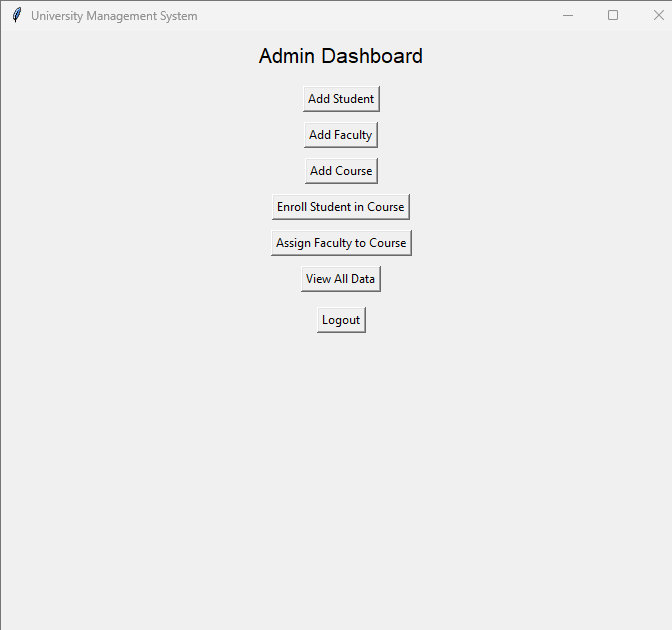 University Management System
Admin Dashboard
Add Student
Add Faculty
Add Course
Enroll Student in Course
Assign Faculty to Course
View All Data
Logout